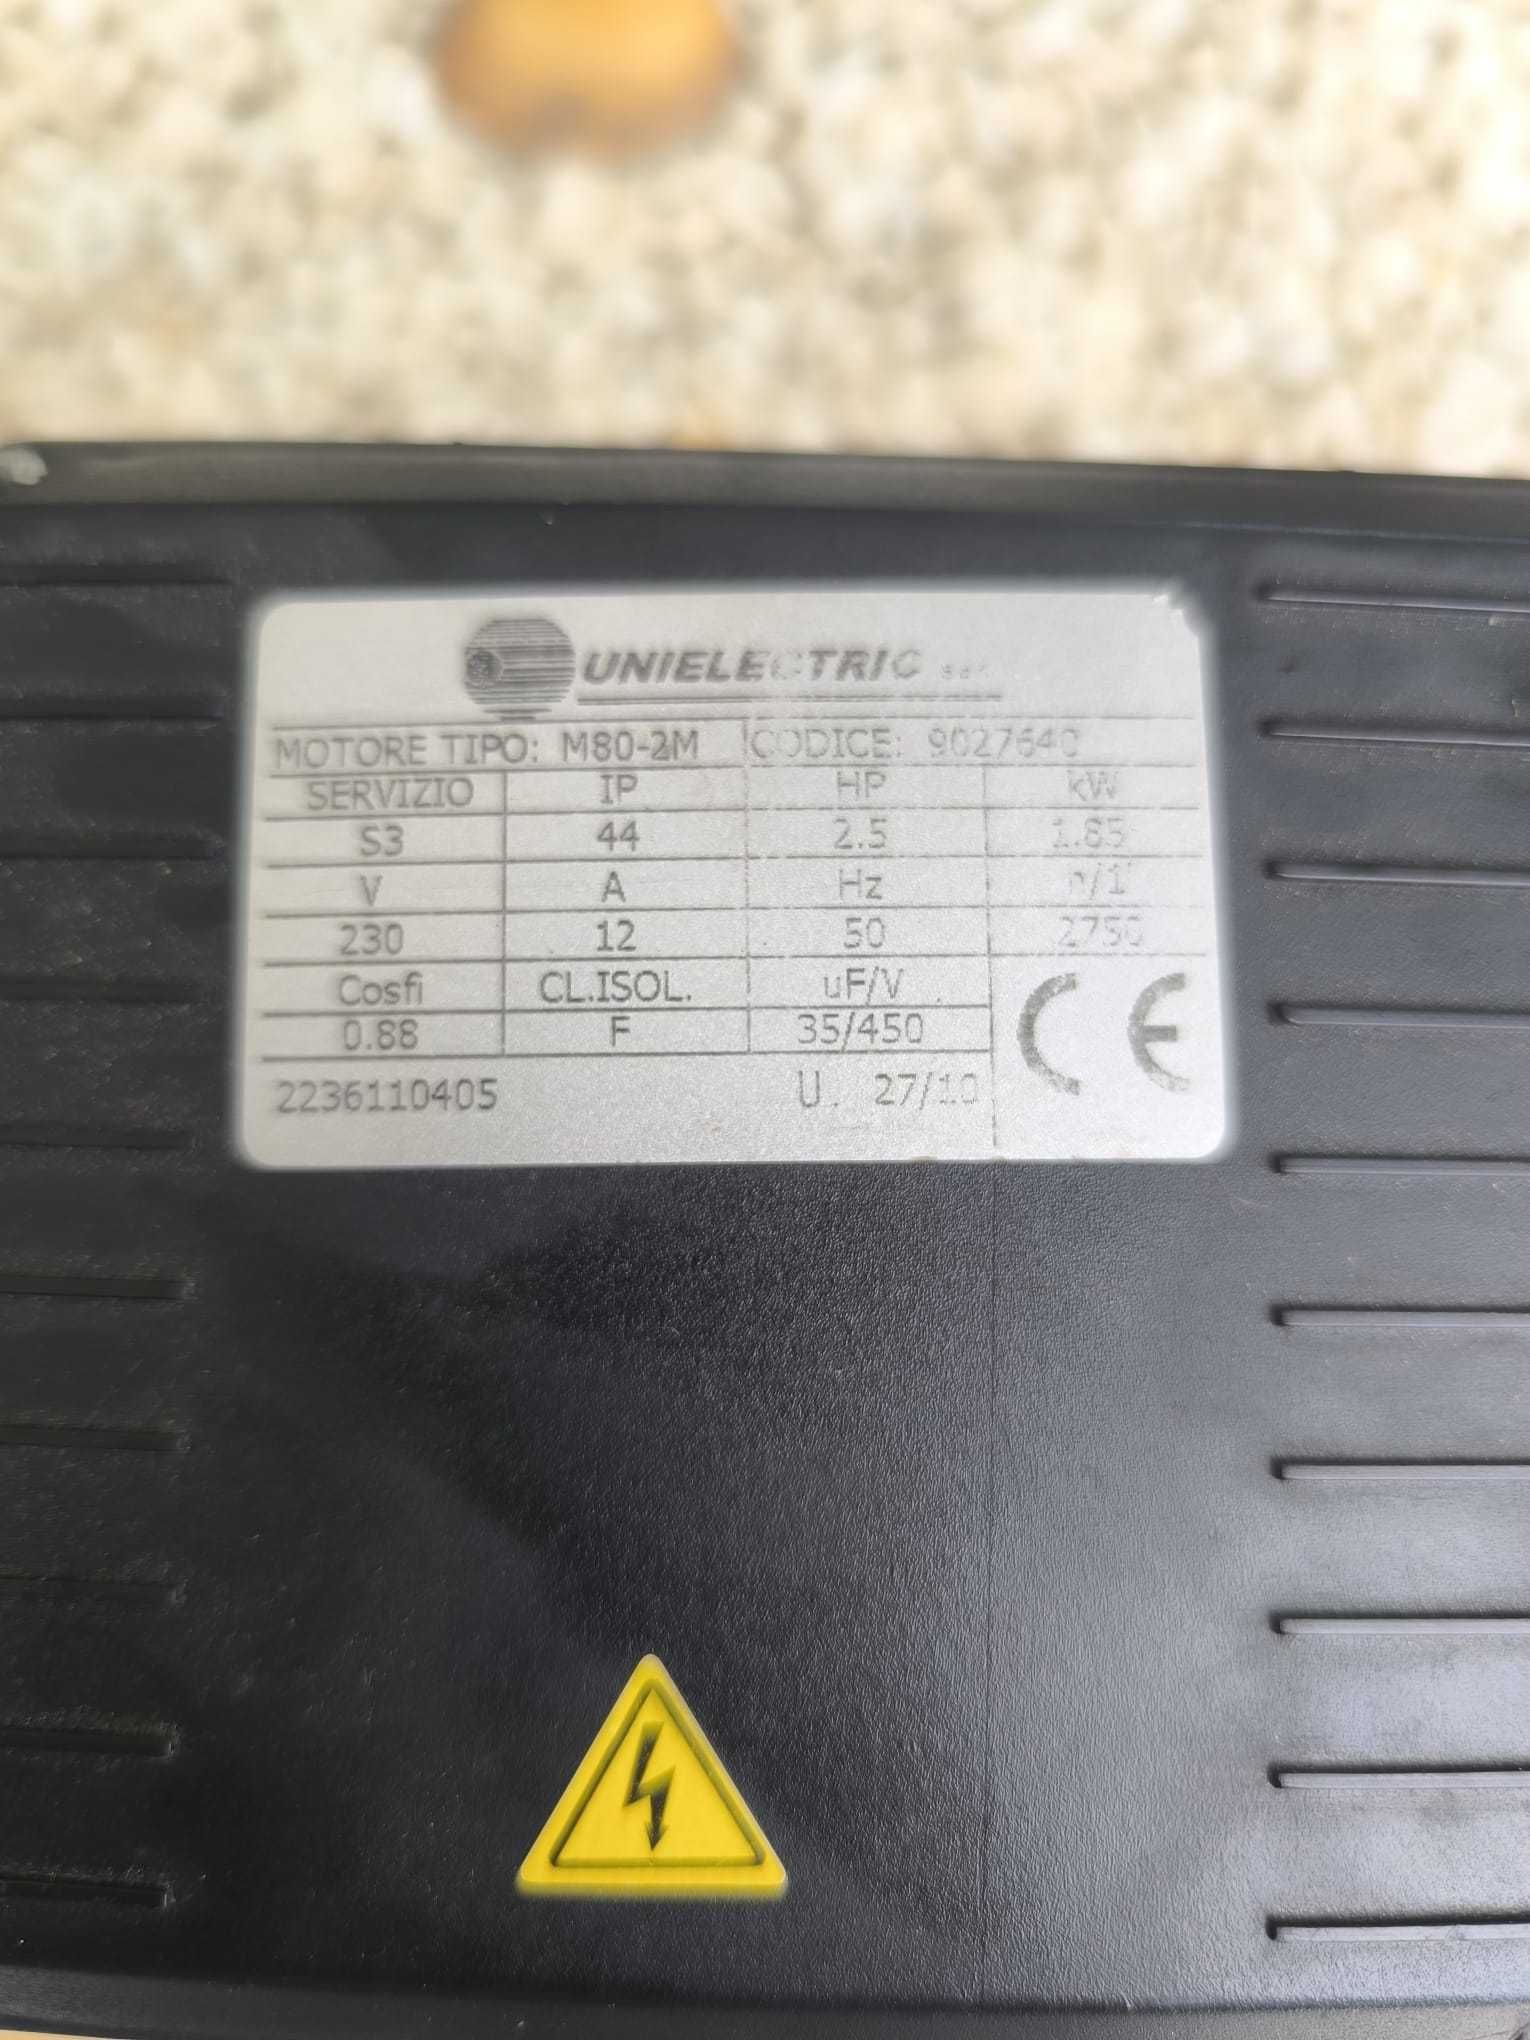 UNIELECTRIC
MOTORE TIPO: M80-2M CODICE: 9027640
SERVIZIO IP HP kW
S3 44 2.5 1.85
V A Hz n/1'
230 12 50 2750
Cosfi CL.ISOL. uF/V
0.88 F 35/450
CE
2236110405 U. 27/10